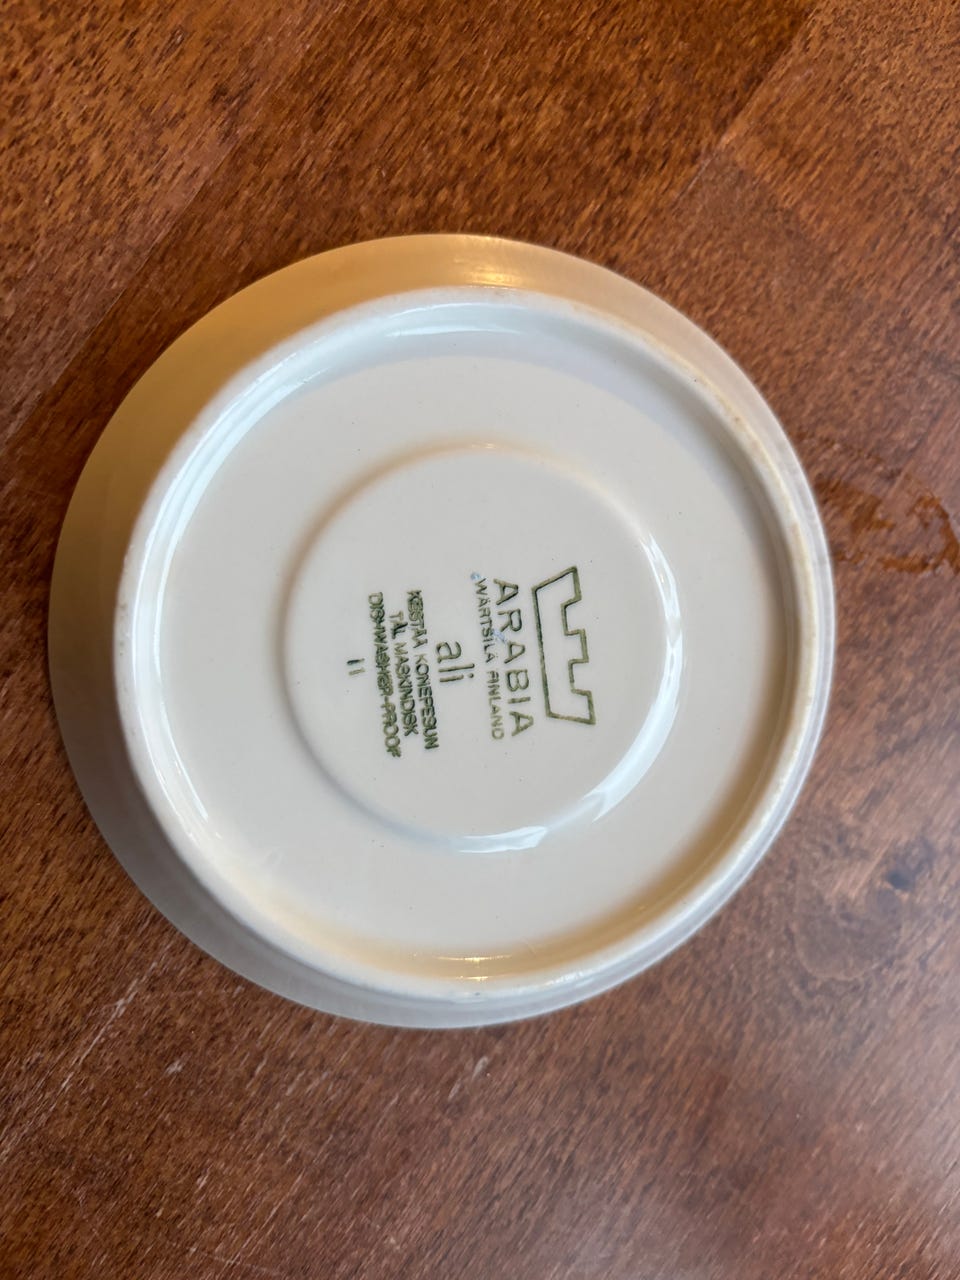 ARABIA
WÄRTSILÄ FINLAND
ali
KESTÄÄ KONEPESUN
TÅL MASKINDISK
DISHWASHER-PROOF
11